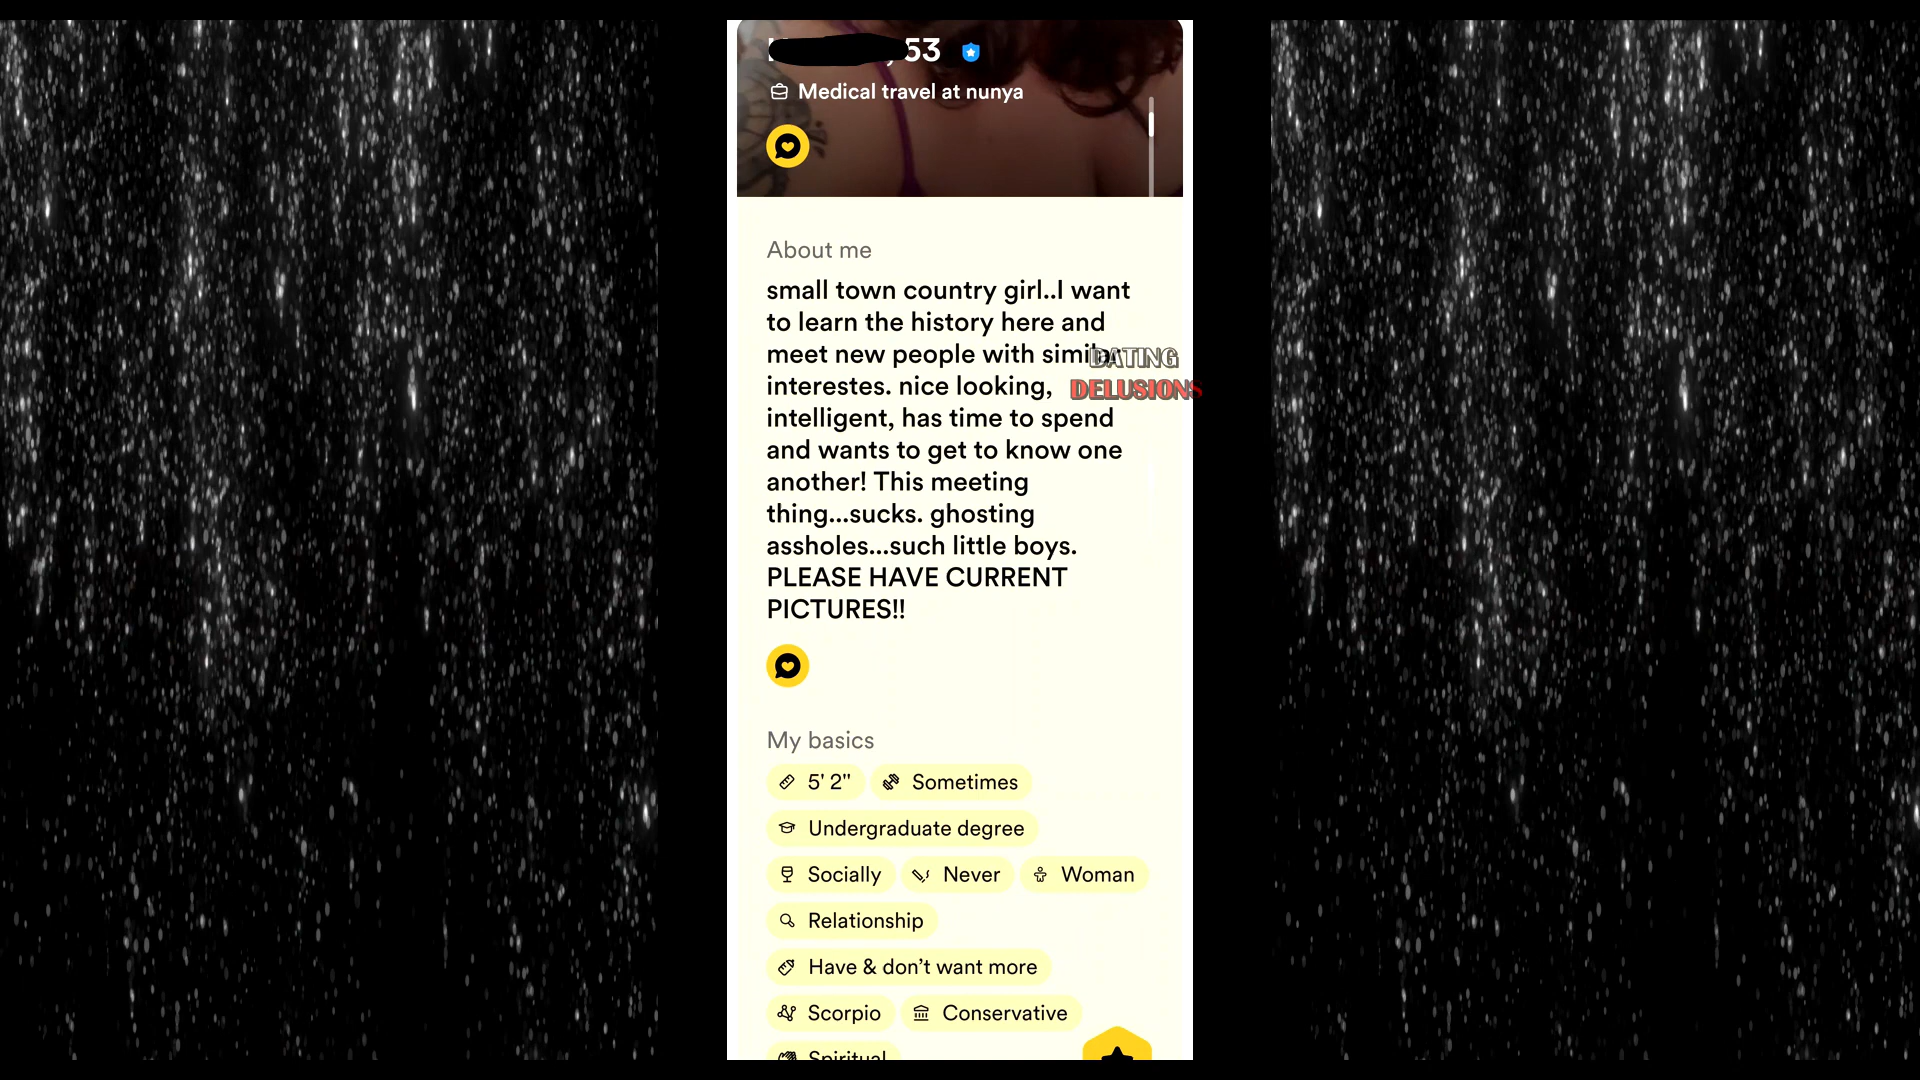 , 53
Medical travel at nunya
About me
small town country girl..I want
to learn the history here and
meet new people with similar
interestes. nice looking,
intelligent, has time to spend
and wants to get to know one
another! This meeting
thing...sucks. ghosting
assholes...such little boys.
PLEASE HAVE CURRENT
PICTURES!!
DATING
DELUSIONS
My basics
5' 2"
Sometimes
Undergraduate degree
Socially
Never
Woman
Relationship
Have & don't want more
Scorpio
Conservative
Spiritual